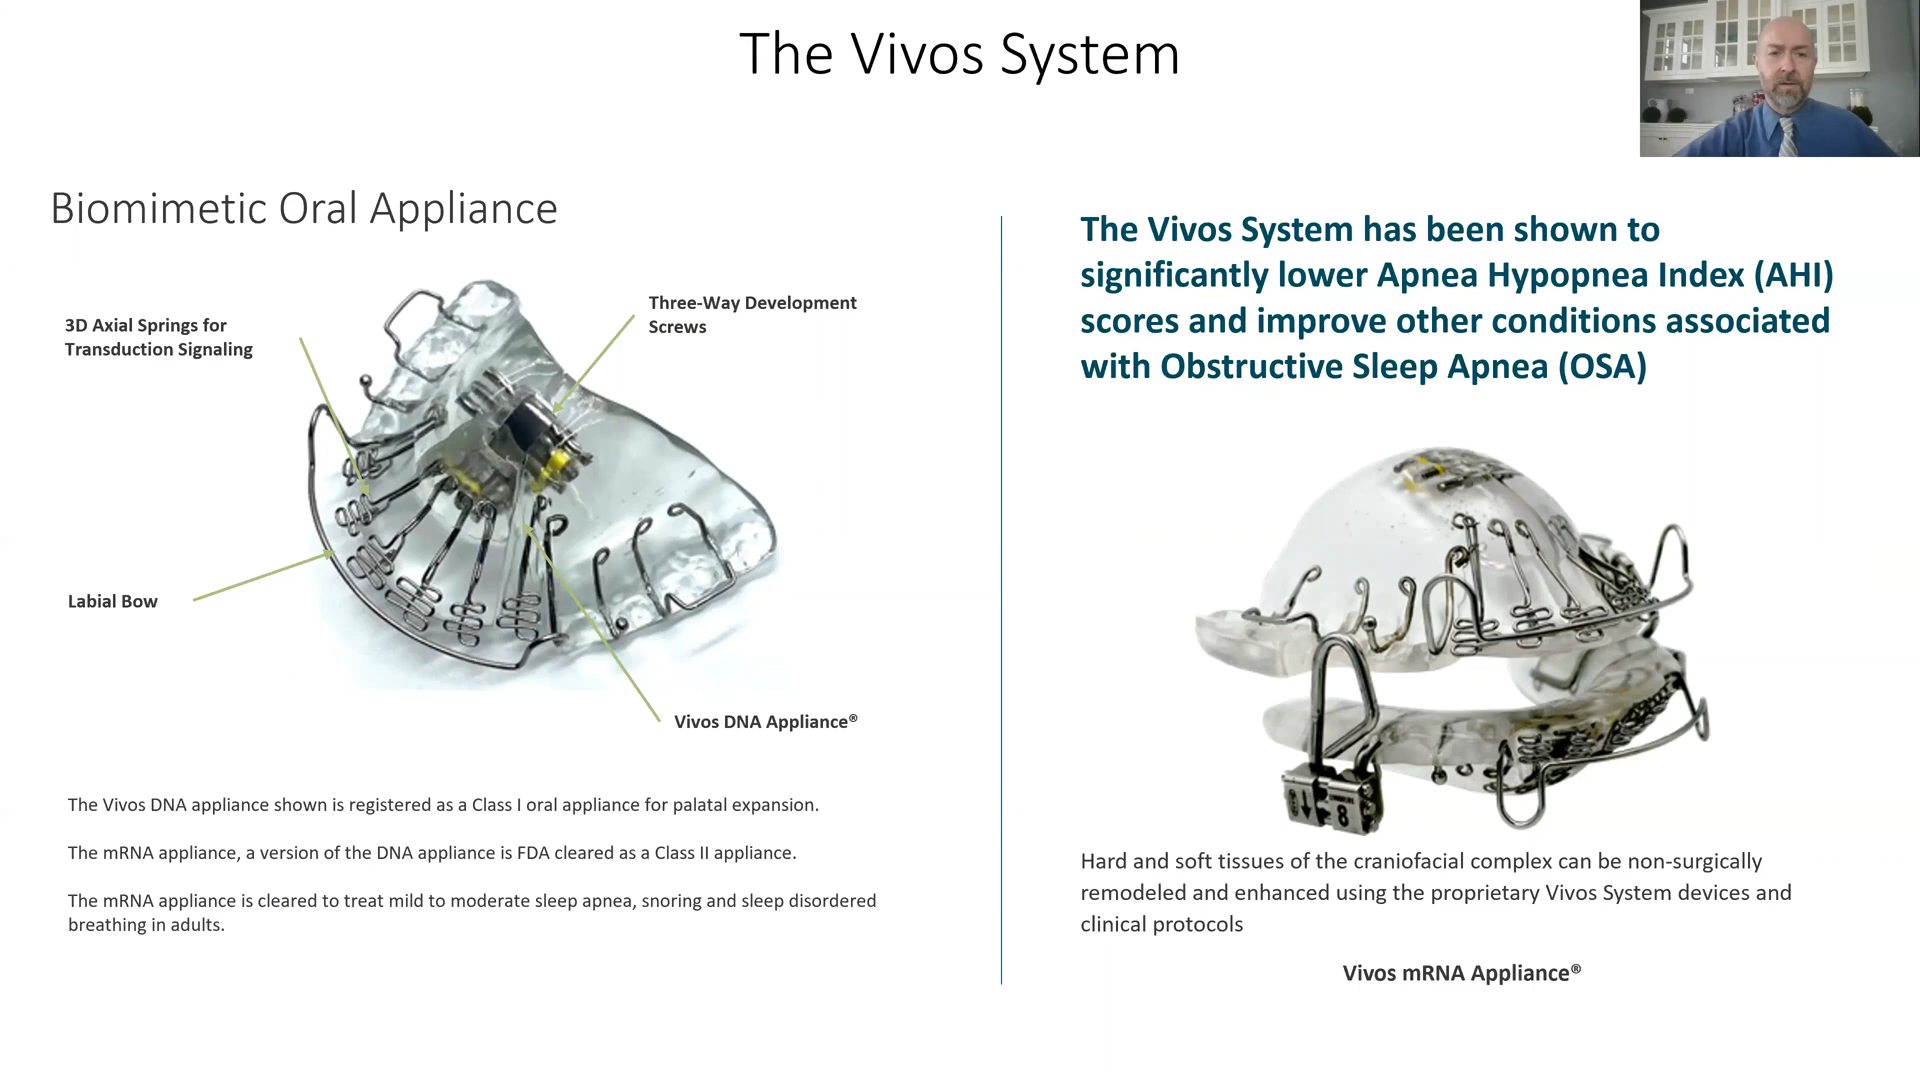 The Vivos System
Biomimetic Oral Appliance
3D Axial Springs for
Transduction Signaling
Three-Way Development
Screws
Labial Bow
Vivos DNA Appliance®
The Vivos DNA appliance shown is registered as a Class I oral appliance for palatal expansion.
The mRNA appliance, a version of the DNA appliance is FDA cleared as a Class II appliance.
The mRNA appliance is cleared to treat mild to moderate sleep apnea, snoring and sleep disordered
breathing in adults.
The Vivos System has been shown to
significantly lower Apnea Hypopnea Index (AHI)
scores and improve other conditions associated
with Obstructive Sleep Apnea (OSA)
8
Hard and soft tissues of the craniofacial complex can be non-surgically
remodeled and enhanced using the proprietary Vivos System devices and
clinical protocols
Vivos mRNA Appliance®